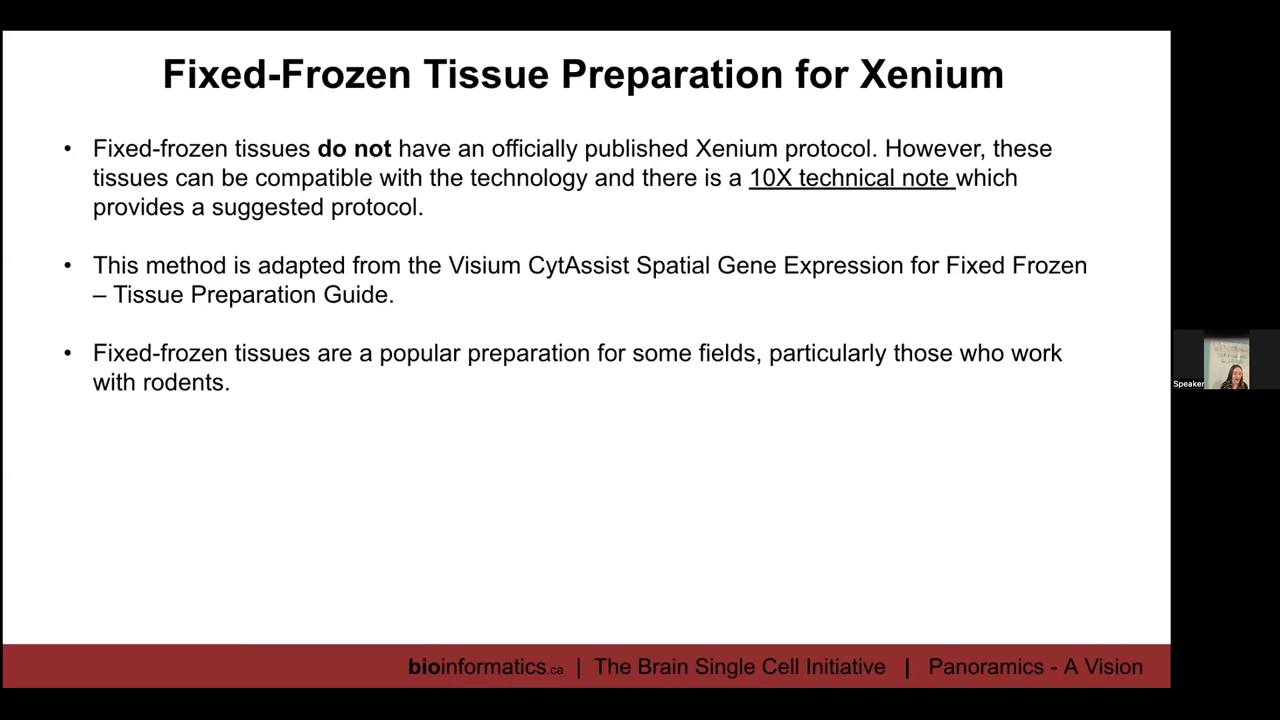 Fixed-Frozen Tissue Preparation for Xenium
• Fixed-frozen tissues do not have an officially published Xenium protocol. However, these
tissues can be compatible with the technology and there is a 10X technical note which
provides a suggested protocol.
• This method is adapted from the Visium CytAssist Spatial Gene Expression for Fixed Frozen
– Tissue Preparation Guide.
• Fixed-frozen tissues are a popular preparation for some fields, particularly those who work
with rodents.
Speaker
bioinformatics.ca | The Brain Single Cell Initiative | Panoramics - A Vision